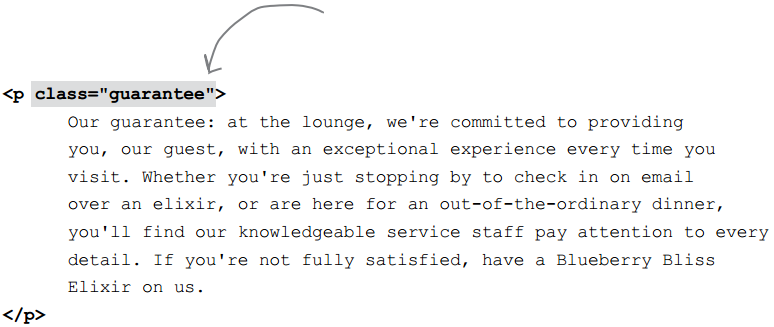 <p class="guarantee">
Our guarantee: at the lounge, we're committed to providing
you, our guest, with an exceptional experience every time you
visit. Whether you're just stopping by to check in on email
over an elixir, or are here for an out-of-the-ordinary dinner,
you'll find our knowledgeable service staff pay attention to every
detail. If you're not fully satisfied, have a Blueberry Bliss
Elixir on us.
</p>